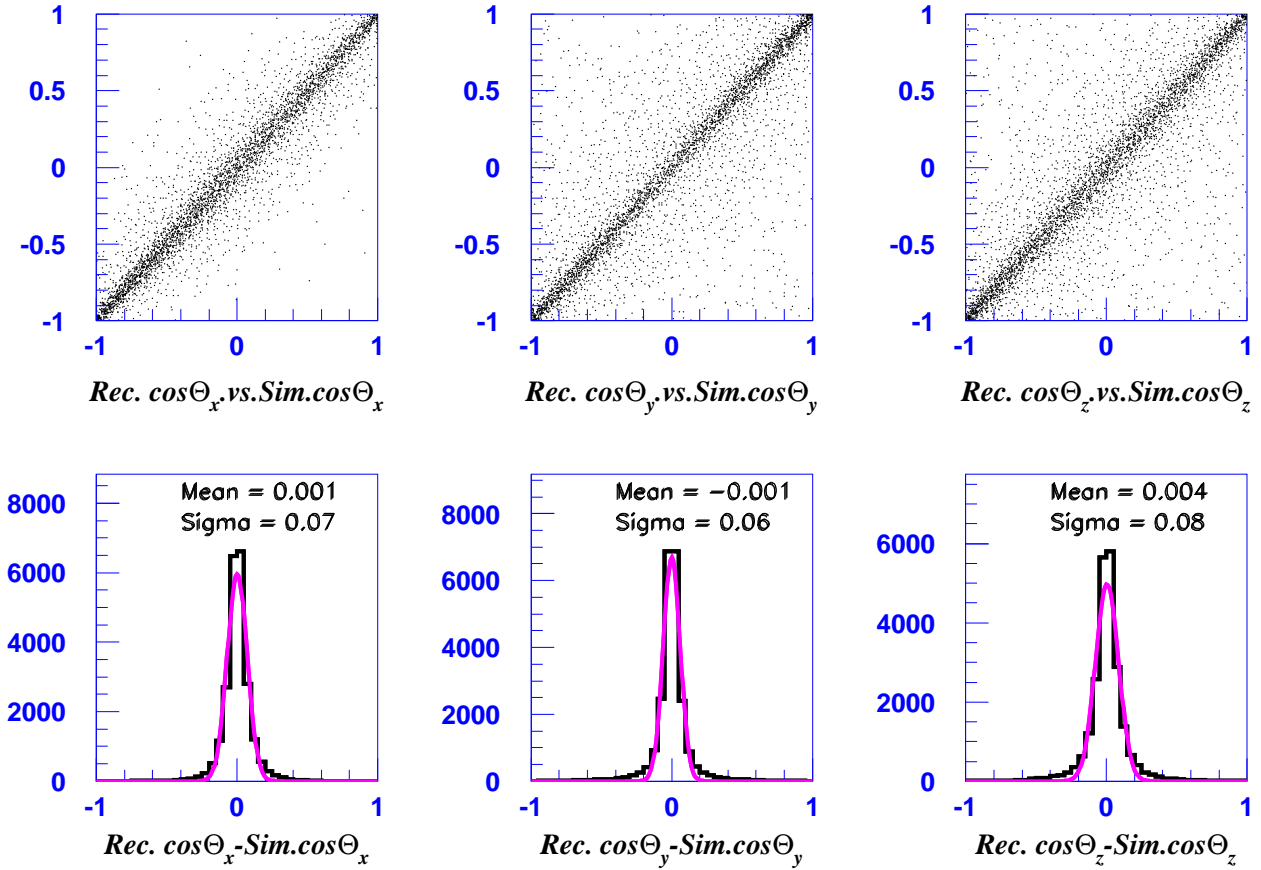 1 1 1
0.5 0.5 0.5
0 0 0
-0.5 -0.5 -0.5
-1 -1 -1
-1 0 1 -1 0 1 -1 0 1
Rec. cosΘx.vs.Sim.cosΘx
Rec. cosΘy.vs.Sim.cosΘy
Rec. cosΘz.vs.Sim.cosΘz
8000
6000
4000
2000
0
Mean = 0.001
Sigma = 0.07
-1 0 1
Rec. cosΘx-Sim.cosΘx
8000
6000
4000
2000
0
Mean = -0.001
Sigma = 0.06
-1 0 1
Rec. cosΘy-Sim.cosΘy
6000
4000
2000
0
Mean = 0.004
Sigma = 0.08
-1 0 1
Rec. cosΘz-Sim.cosΘz